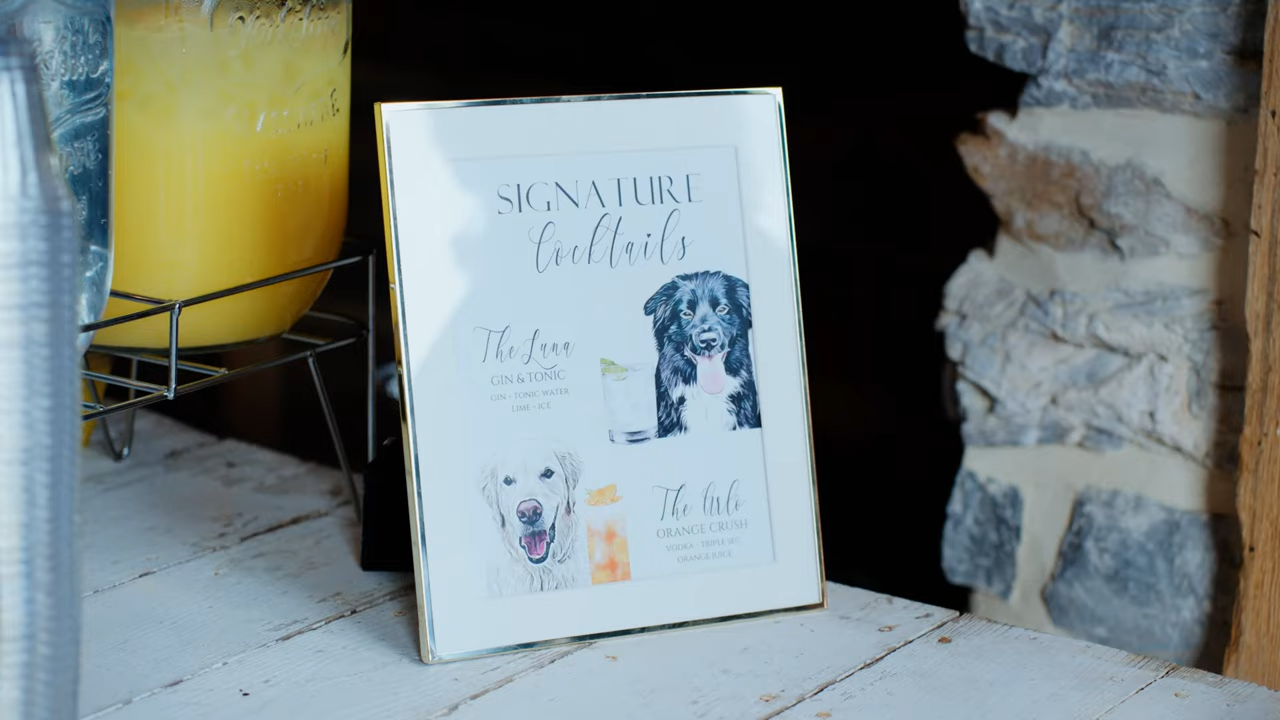 SIGNATURE
Cocktails
The Luna
GIN & TONIC
GIN - TONIC WATER
LIME - ICE
The Arlo
ORANGE CRUSH
VODKA - TRIPLE SEC
ORANGE JUICE